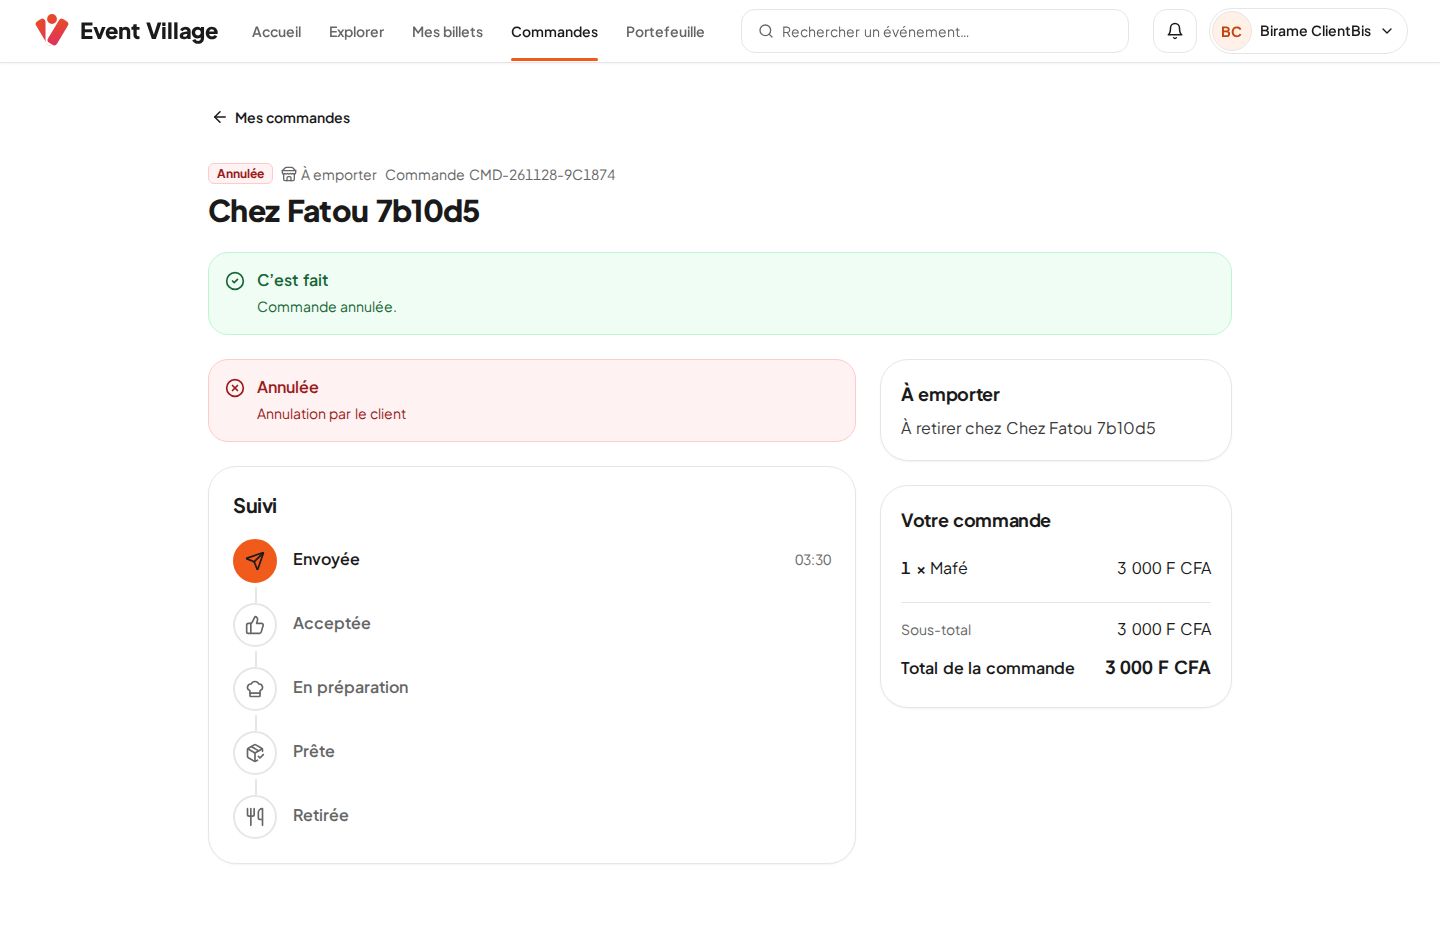 Event Village
Accueil
Explorer
Mes billets
Commandes
Portefeuille
Rechercher un événement...
BC
Birame ClientBis
Mes commandes
Annulée
À emporter
Commande CMD-261128-9C1874
Chez Fatou 7b10d5
C'est fait
Commande annulée.
Annulée
Annulation par le client
Suivi
Envoyée
03:30
Acceptée
En préparation
Prête
Retirée
À emporter
À retirer chez Chez Fatou 7b10d5
Votre commande
1 × Mafé 3 000 F CFA
Sous-total 3 000 F CFA
Total de la commande 3 000 F CFA